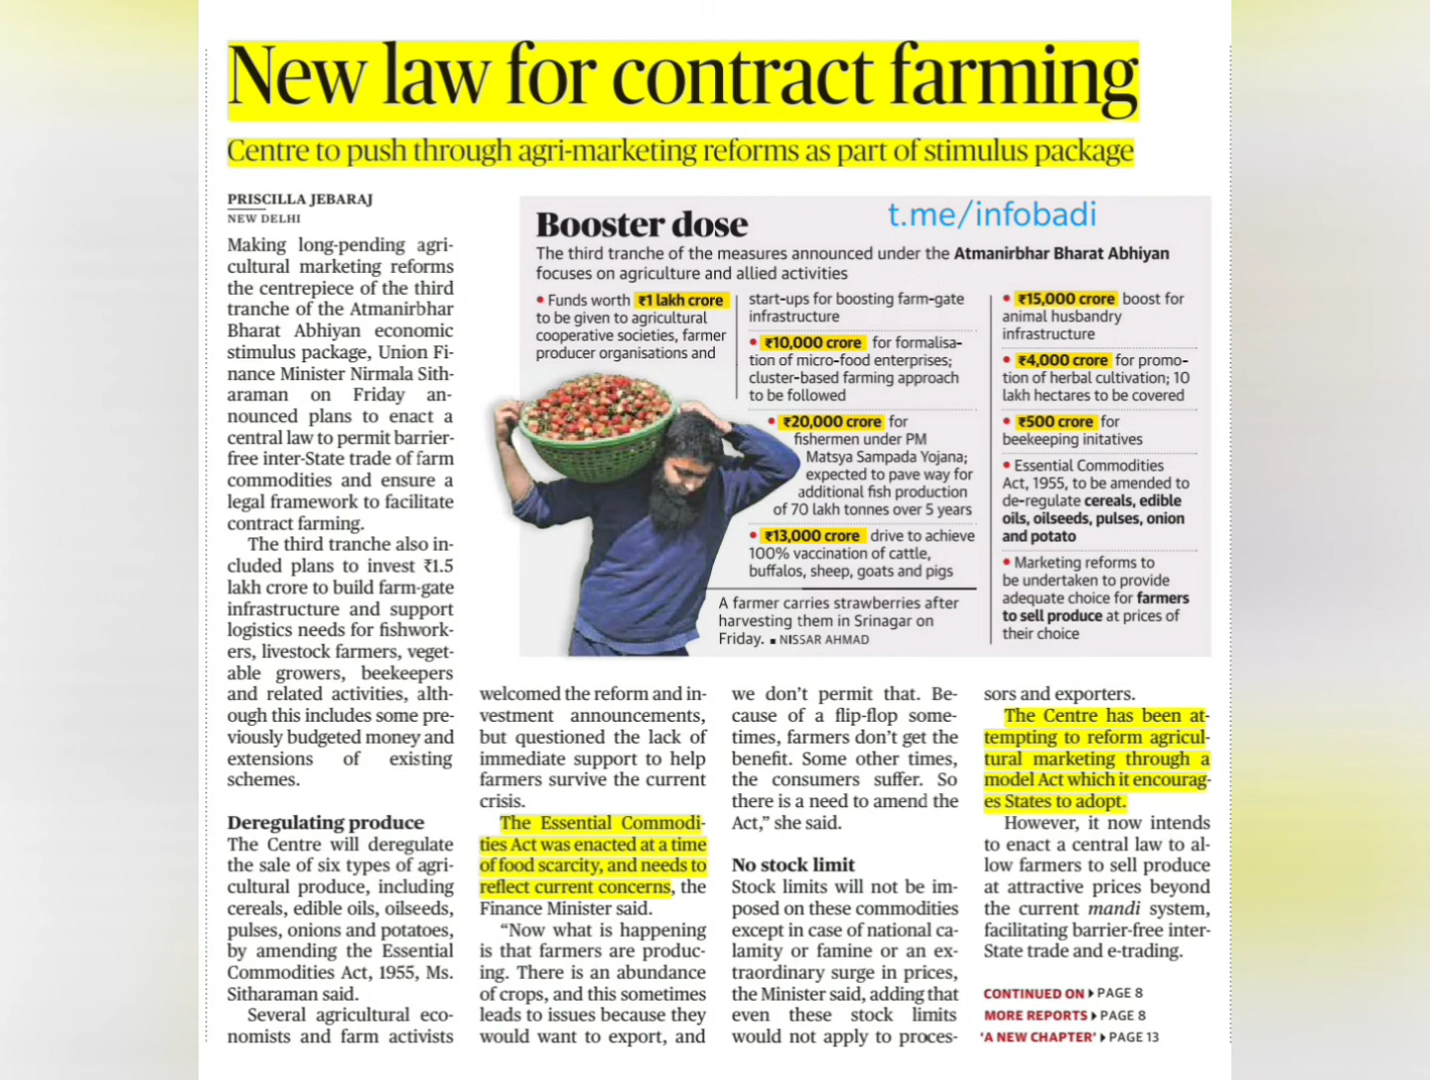 New law for contract farming
Centre to push through agri-marketing reforms as part of stimulus package
PRISCILLA JEBARAJ
NEW DELHI
Making long-pending agri-
cultural marketing reforms
the centrepiece of the third
tranche of the Atmanirbhar
Bharat Abhiyan economic
stimulus package, Union Fi-
nance Minister Nirmala Sith-
araman on Friday an-
nounced plans to enact a
central law to permit barrier-
free inter-State trade of farm
commodities and ensure a
legal framework to facilitate
contract farming.
The third tranche also in-
cluded plans to invest ₹1.5
lakh crore to build farm-gate
infrastructure and support
logistics needs for fishwork-
ers, livestock farmers, veget-
able growers, beekeepers
and related activities, alth-
ough this includes some pre-
viously budgeted money and
extensions of existing
schemes.
Deregulating produce
The Centre will deregulate
the sale of six types of agri-
cultural produce, including
cereals, edible oils, oilseeds,
pulses, onions and potatoes,
by amending the Essential
Commodities Act, 1955, Ms.
Sitharaman said.
Several agricultural eco-
nomists and farm activists
Booster dose
t.me/infobadi
The third tranche of the measures announced under the Atmanirbhar Bharat Abhiyan
focuses on agriculture and allied activities
• Funds worth ₹1 lakh crore
to be given to agricultural
cooperative societies, farmer
producer organisations and
start-ups for boosting farm-gate
infrastructure
• ₹10,000 crore for formalisa-
tion of micro-food enterprises;
cluster-based farming approach
to be followed
• ₹20,000 crore for
fishermen under PM
Matsya Sampada Yojana;
expected to pave way for
additional fish production
of 70 lakh tonnes over 5 years
• ₹13,000 crore drive to achieve
100% vaccination of cattle,
buffalos, sheep, goats and pigs
• ₹15,000 crore boost for
animal husbandry
infrastructure
• ₹4,000 crore for promo-
tion of herbal cultivation; 10
lakh hectares to be covered
• ₹500 crore for
beekeeping initatives
• Essential Commodities
Act, 1955, to be amended to
de-regulate cereals, edible
oils, oilseeds, pulses, onion
and potato
• Marketing reforms to
be undertaken to provide
adequate choice for farmers
to sell produce at prices of
their choice
A farmer carries strawberries after
harvesting them in Srinagar on
Friday. ■ NISSAR AHMAD
welcomed the reform and in-
vestment announcements,
but questioned the lack of
immediate support to help
farmers survive the current
crisis.
The Essential Commodi-
ties Act was enacted at a time
of food scarcity, and needs to
reflect current concerns, the
Finance Minister said.
“Now what is happening
is that farmers are produc-
ing. There is an abundance
of crops, and this sometimes
leads to issues because they
would want to export, and
we don’t permit that. Be-
cause of a flip-flop some-
times, farmers don’t get the
benefit. Some other times,
the consumers suffer. So
there is a need to amend the
Act,” she said.
No stock limit
Stock limits will not be im-
posed on these commodities
except in case of national ca-
lamity or famine or an ex-
traordinary surge in prices,
the Minister said, adding that
even these stock limits
would not apply to proces-
sors and exporters.
The Centre has been at-
tempting to reform agricul-
tural marketing through a
model Act which it encourag-
es States to adopt.
However, it now intends
to enact a central law to al-
low farmers to sell produce
at attractive prices beyond
the current mandi system,
facilitating barrier-free inter-
State trade and e-trading.
CONTINUED ON ▸ PAGE 8
MORE REPORTS ▸ PAGE 8
‘A NEW CHAPTER’ ▸ PAGE 13